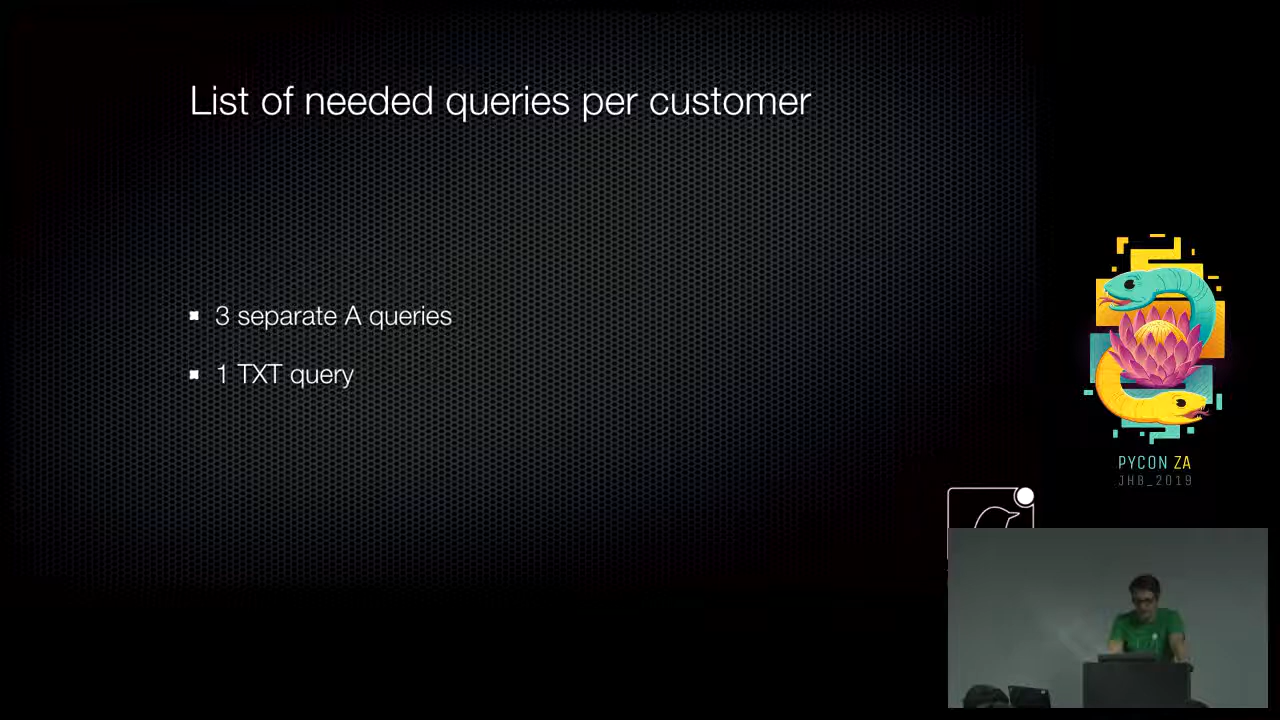 List of needed queries per customer
3 separate A queries
1 TXT query
PYCON ZA
JHB_2019